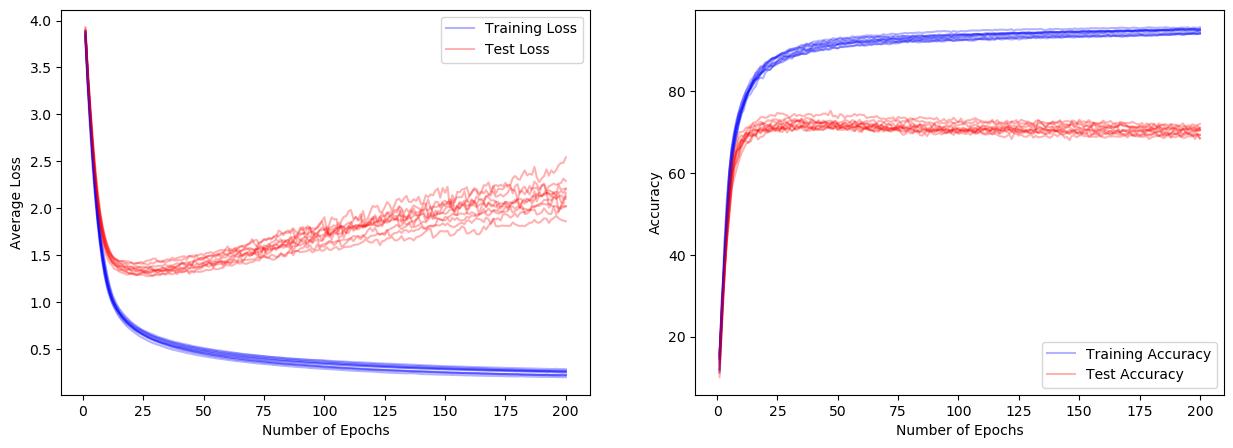 4.0
3.5
3.0
2.5
2.0
1.5
1.0
0.5
Average Loss
0 25 50 75 100 125 150 175 200
Number of Epochs
Training Loss
Test Loss
80
60
40
20
Accuracy
0 25 50 75 100 125 150 175 200
Number of Epochs
Training Accuracy
Test Accuracy